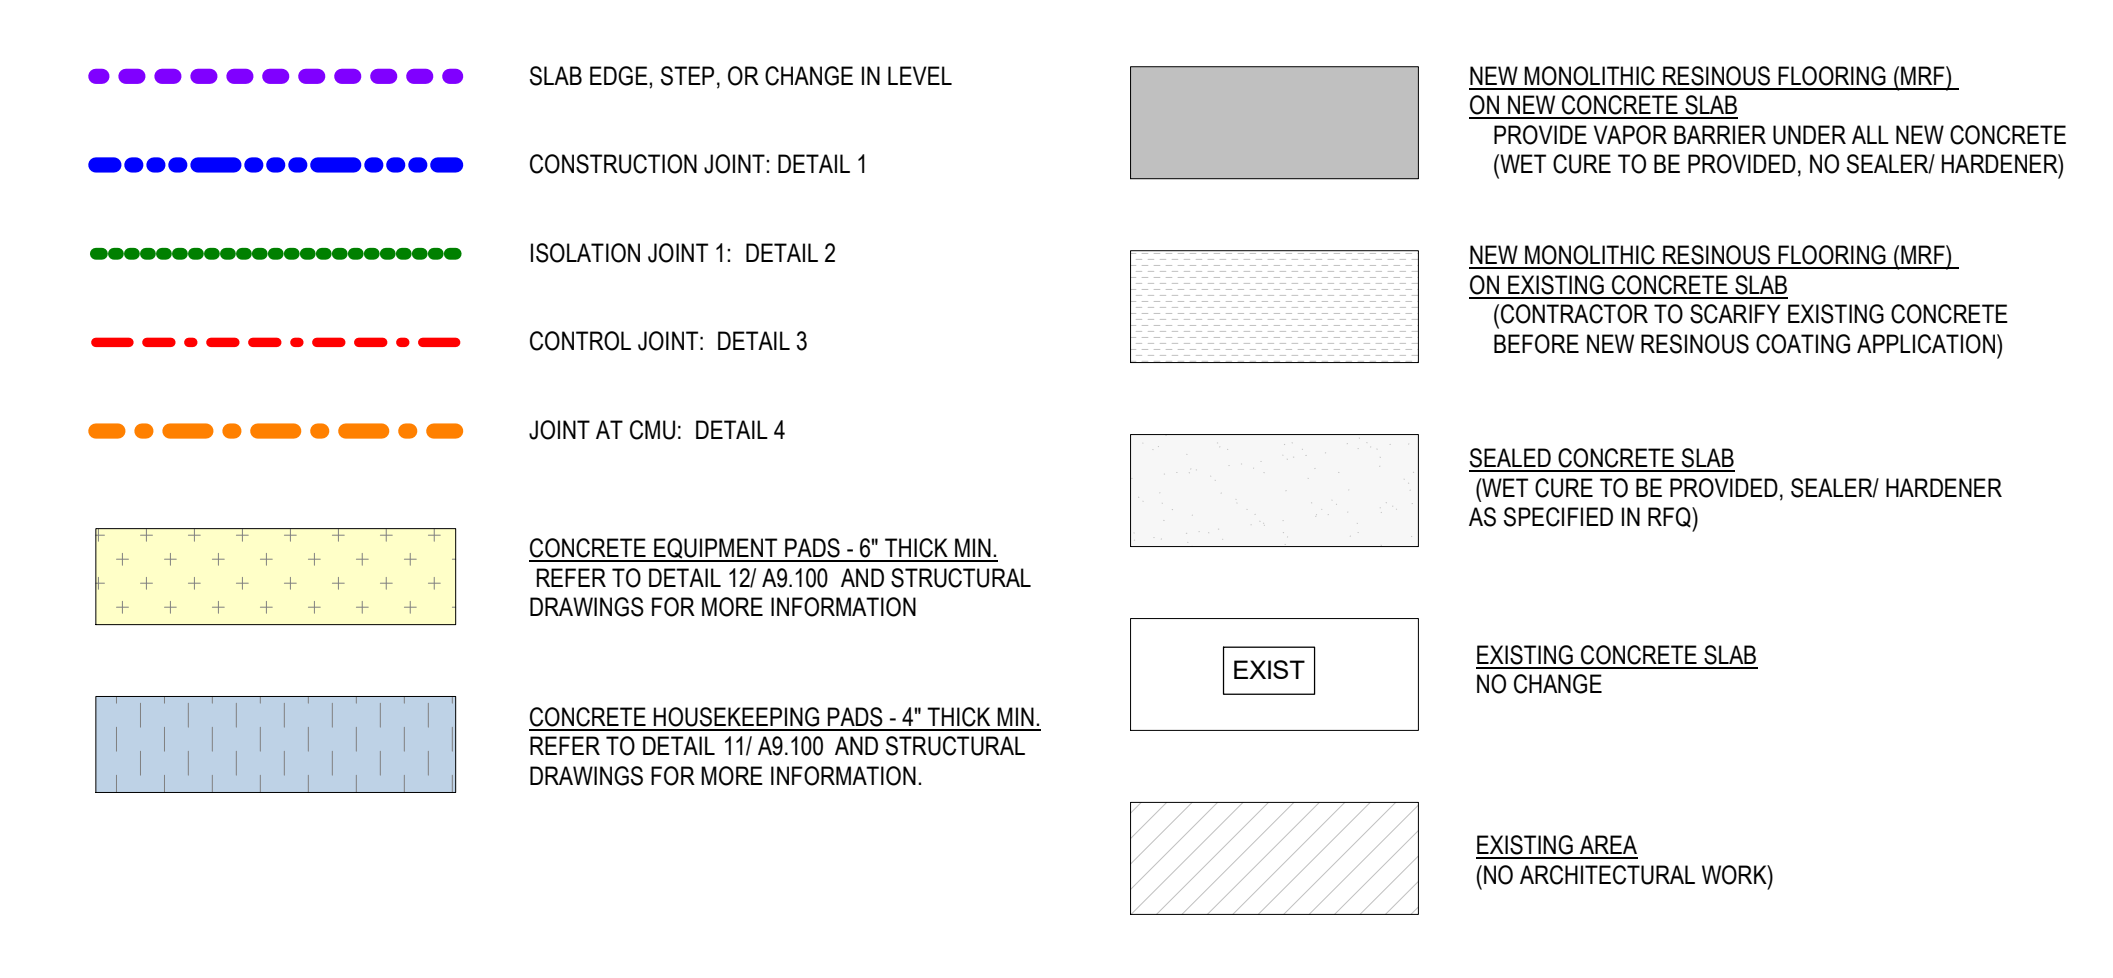 SLAB EDGE, STEP, OR CHANGE IN LEVEL
CONSTRUCTION JOINT: DETAIL 1
ISOLATION JOINT 1: DETAIL 2
CONTROL JOINT: DETAIL 3
JOINT AT CMU: DETAIL 4
CONCRETE EQUIPMENT PADS - 6" THICK MIN.
REFER TO DETAIL 12/ A9.100 AND STRUCTURAL
DRAWINGS FOR MORE INFORMATION
CONCRETE HOUSEKEEPING PADS - 4" THICK MIN.
REFER TO DETAIL 11/ A9.100 AND STRUCTURAL
DRAWINGS FOR MORE INFORMATION.
NEW MONOLITHIC RESINOUS FLOORING (MRF)
ON NEW CONCRETE SLAB
PROVIDE VAPOR BARRIER UNDER ALL NEW CONCRETE
(WET CURE TO BE PROVIDED, NO SEALER/ HARDENER)
NEW MONOLITHIC RESINOUS FLOORING (MRF)
ON EXISTING CONCRETE SLAB
(CONTRACTOR TO SCARIFY EXISTING CONCRETE
BEFORE NEW RESINOUS COATING APPLICATION)
SEALED CONCRETE SLAB
(WET CURE TO BE PROVIDED, SEALER/ HARDENER
AS SPECIFIED IN RFQ)
EXIST
EXISTING CONCRETE SLAB
NO CHANGE
EXISTING AREA
(NO ARCHITECTURAL WORK)